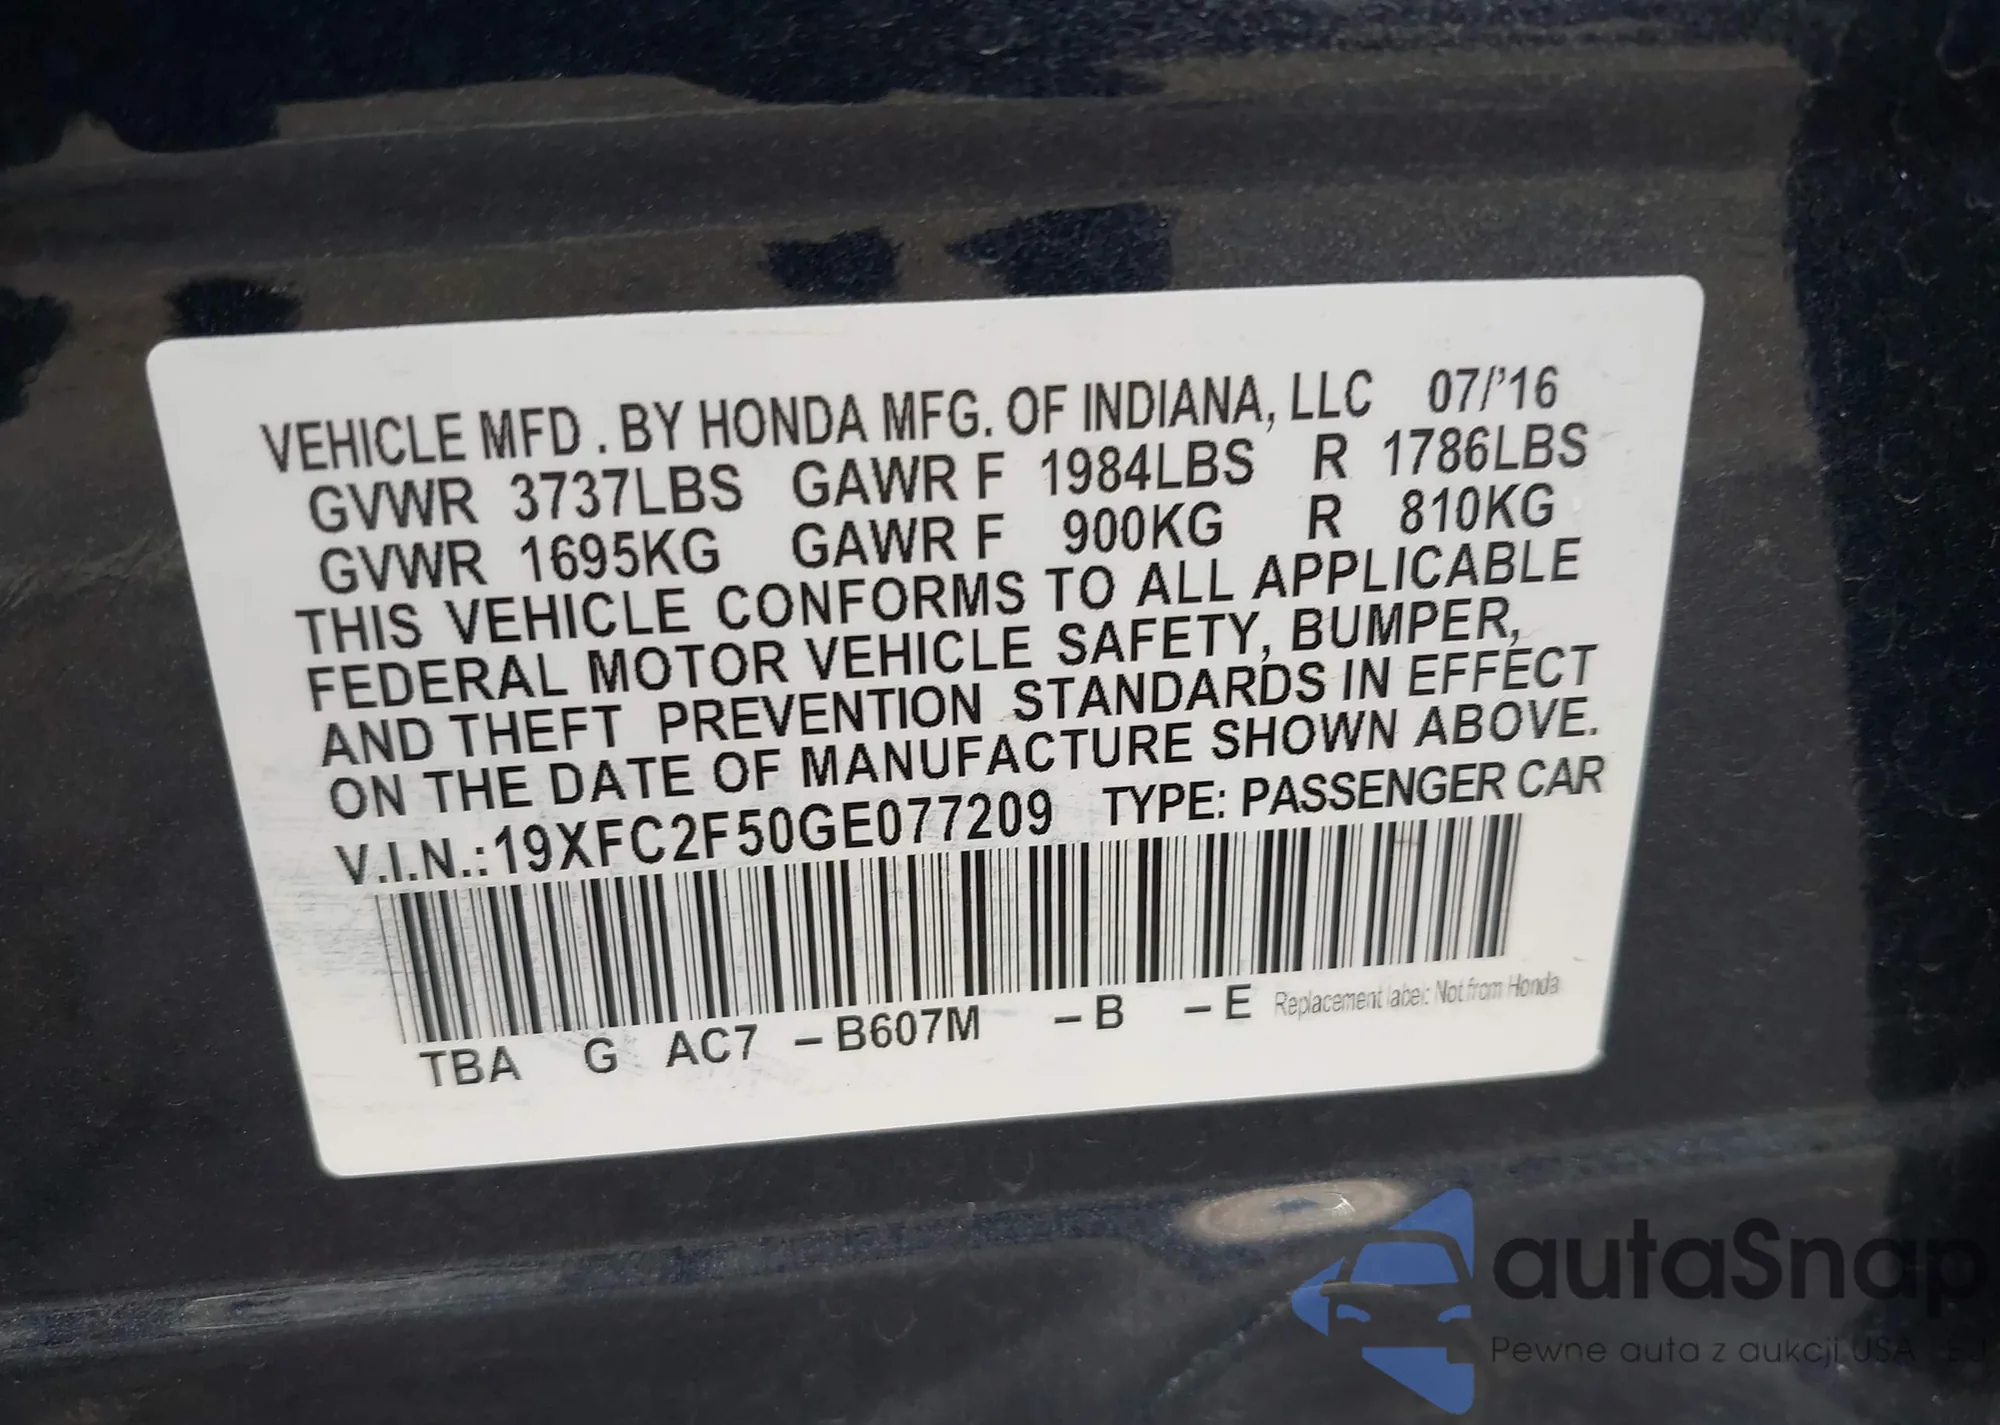 VEHICLE MFD . BY HONDA MFG. OF INDIANA, LLC 07/'16
GVWR 3737LBS GAWR F 1984LBS R 1786LBS
GVWR 1695KG GAWR F 900KG R 810KG
THIS VEHICLE CONFORMS TO ALL APPLICABLE
FEDERAL MOTOR VEHICLE SAFETY, BUMPER,
AND THEFT PREVENTION STANDARDS IN EFFECT
ON THE DATE OF MANUFACTURE SHOWN ABOVE.
V.I.N.:19XFC2F50GE077209 TYPE: PASSENGER CAR
TBA G AC7 –B607M –B –E Replacement label: Not from Honda
autaSnap
Pewne auta z aukcji USA